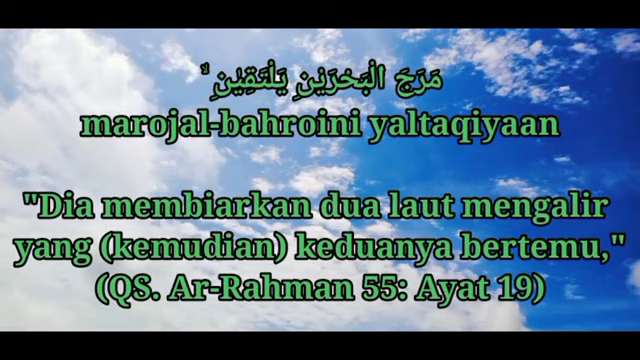 مَرَجَ الْبَحْرَيْنِ يَلْتَقِيٰنِ ۙ
marojal-bahroini yaltaqiyaan
"Dia membiarkan dua laut mengalir
yang (kemudian) keduanya bertemu,"
(QS. Ar-Rahman 55: Ayat 19)